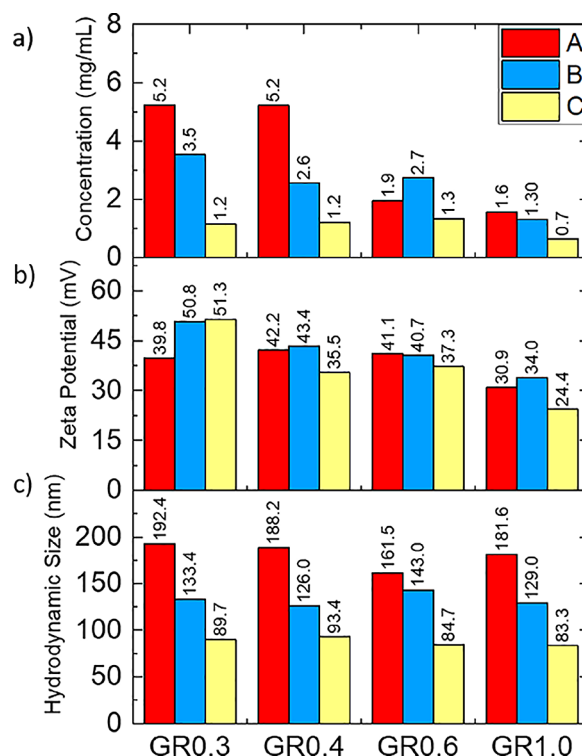 a)
Concentration (mg/mL)
8
6
4
2
0
5.2 3.5 1.2
5.2 2.6 1.2
1.9 2.7 1.3
1.6 1.30 0.7
A
B
C
b)
Zeta Potential (mV)
60
45
30
15
0
39.8 50.8 51.3
42.2 43.4 35.5
41.1 40.7 37.3
30.9 34.0 24.4
c)
Hydrodynamic Size (nm)
200
150
100
50
0
192.4 133.4 89.7
188.2 126.0 93.4
161.5 143.0 84.7
181.6 129.0 83.3
GR0.3 GR0.4 GR0.6 GR1.0